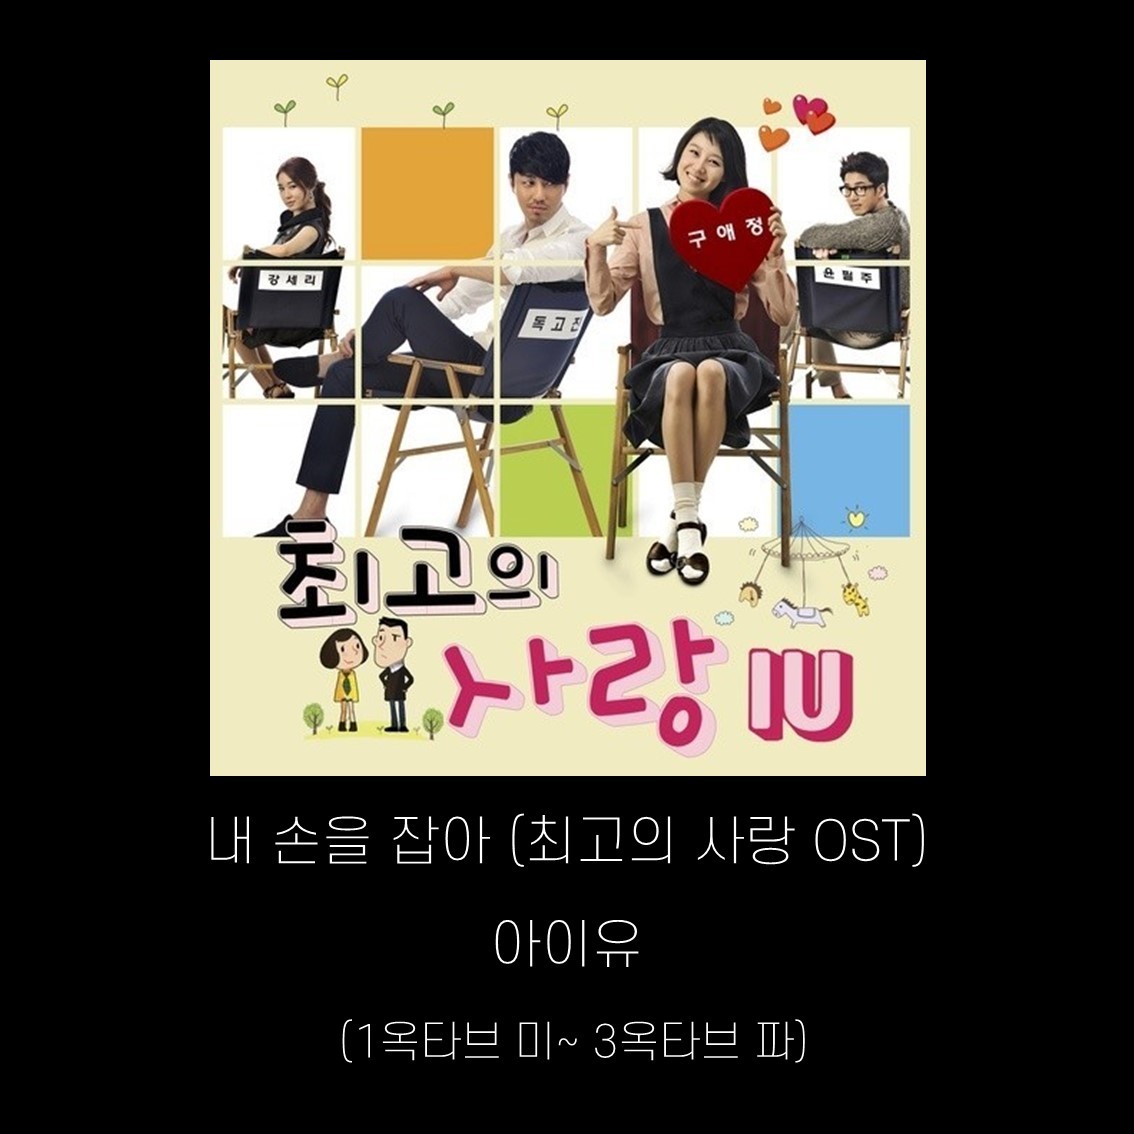 강세리
독고진
구애정
윤필주
최고의
사랑 IU
내 손을 잡아 (최고의 사랑 OST)
아이유
(1옥타브 미~ 3옥타브 파)